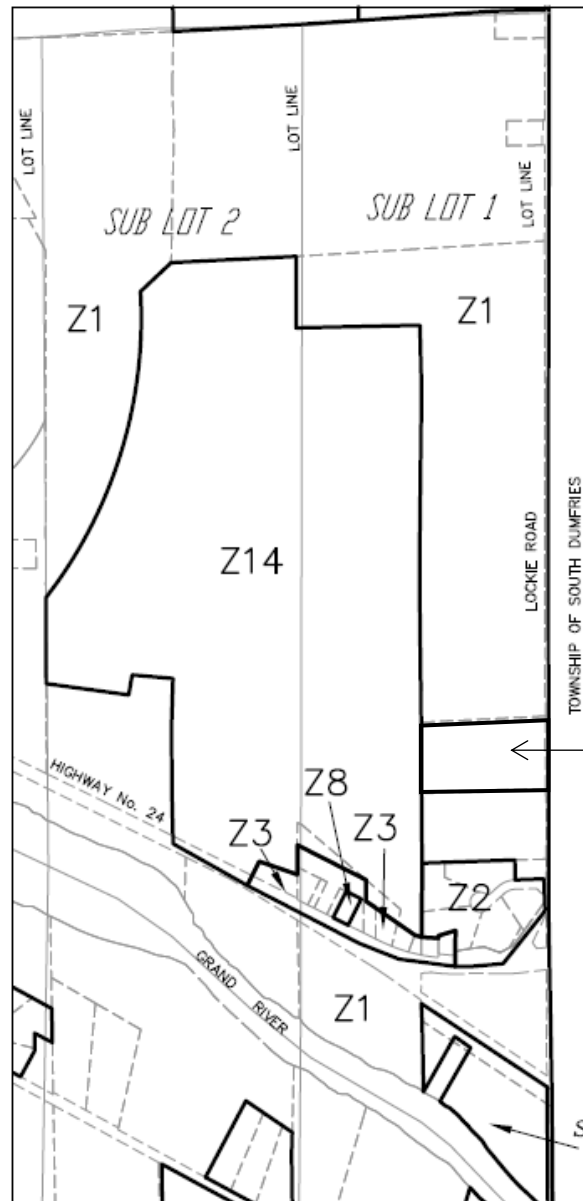 LOT LINE
LOT LINE
LOT LINE
SUB LOT 2
SUB LOT 1
Z1
Z1
Z14
LOCKIE ROAD
TOWNSHIP OF SOUTH DUMFRIES
HIGHWAY No. 24
Z8
Z3
Z3
Z2
GRAND RIVER
Z1
S